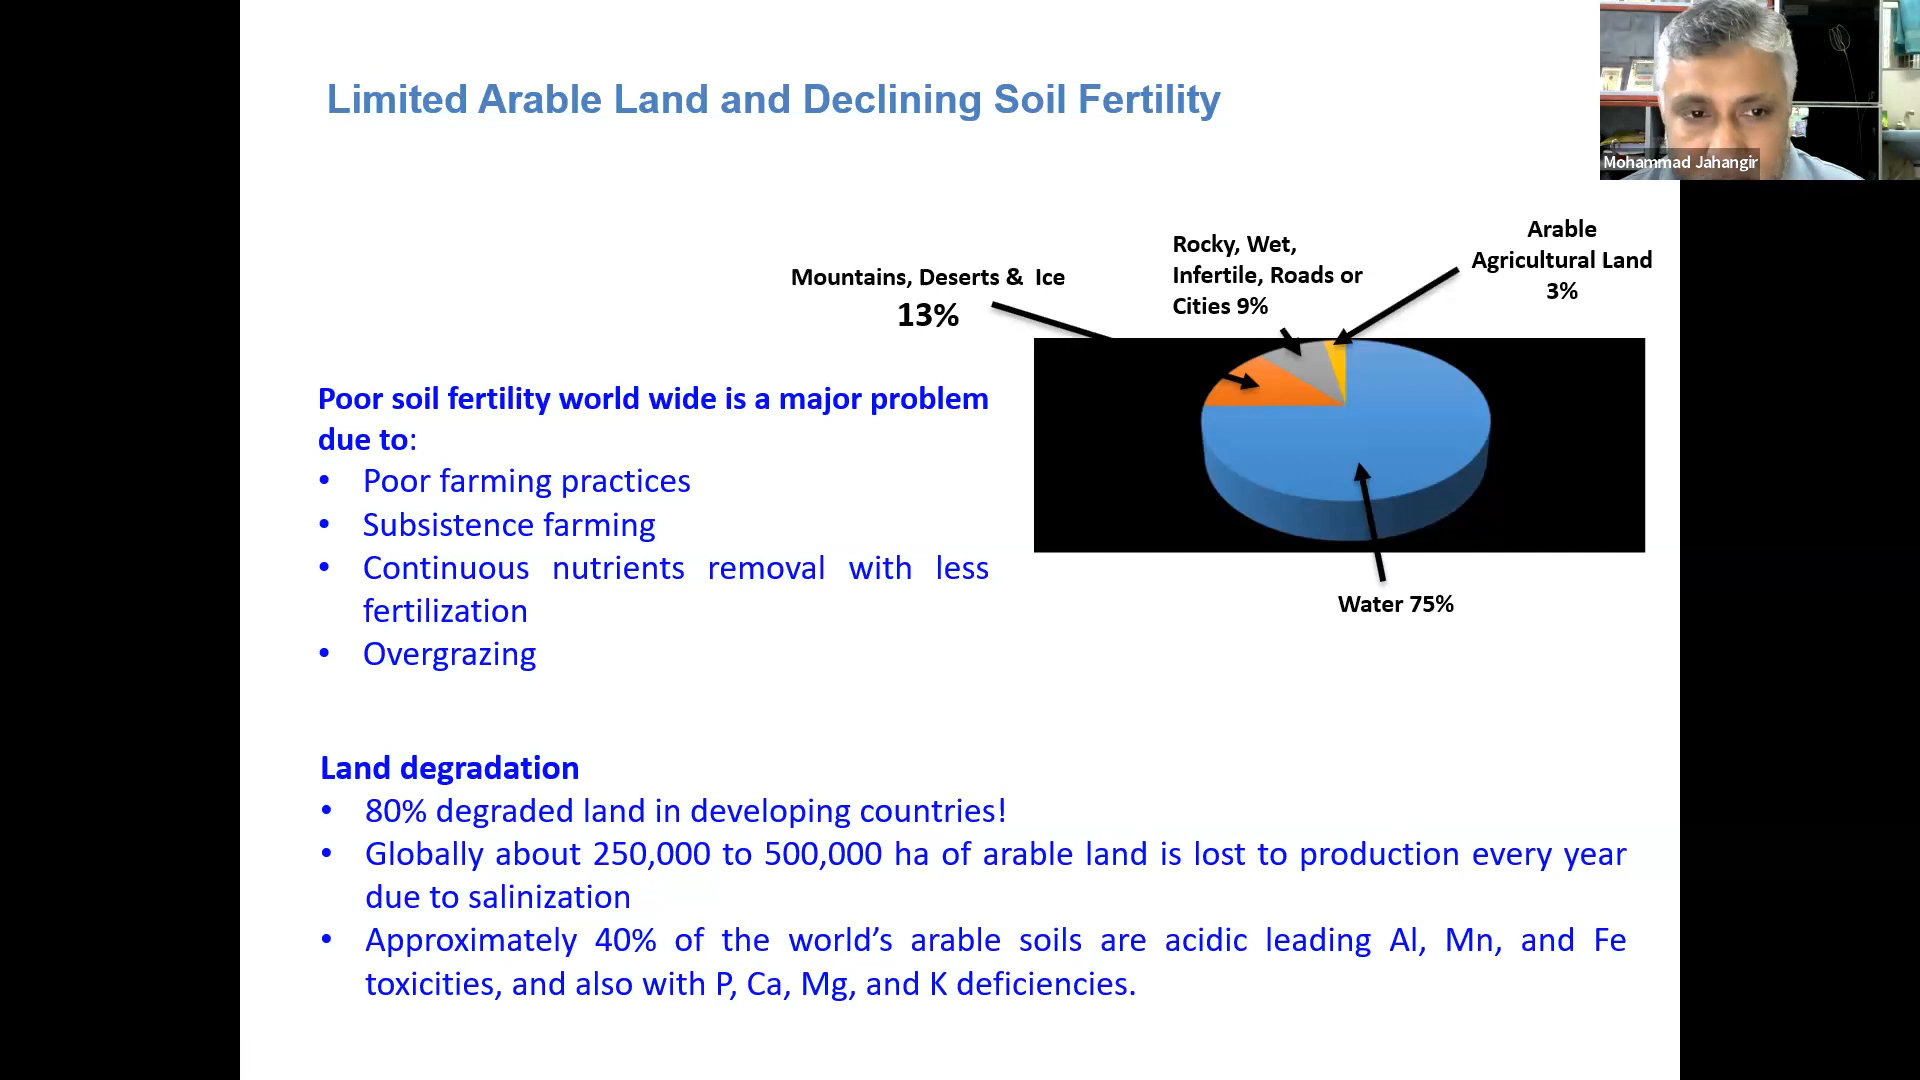 Limited Arable Land and Declining Soil Fertility
Mohammad Jahangir
Mountains, Deserts & Ice
13%
Rocky, Wet,
Infertile, Roads or
Cities 9%
Arable
Agricultural Land
3%
Water 75%
Poor soil fertility world wide is a major problem
due to:
• Poor farming practices
• Subsistence farming
• Continuous nutrients removal with less
fertilization
• Overgrazing
Land degradation
• 80% degraded land in developing countries!
• Globally about 250,000 to 500,000 ha of arable land is lost to production every year
due to salinization
• Approximately 40% of the world’s arable soils are acidic leading Al, Mn, and Fe
toxicities, and also with P, Ca, Mg, and K deficiencies.